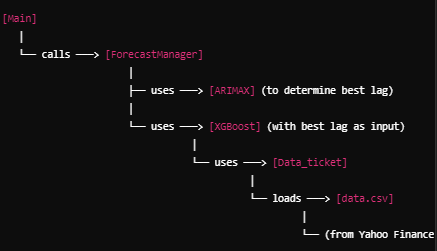 [Main]
|
└── calls ──> [ForecastManager]
|
├── uses ──> [ARIMAX] (to determine best lag)
|
└── uses ──> [XGBoost] (with best lag as input)
|
└── uses ──> [Data_ticket]
|
└── loads ──> [data.csv]
|
└── (from Yahoo Finance